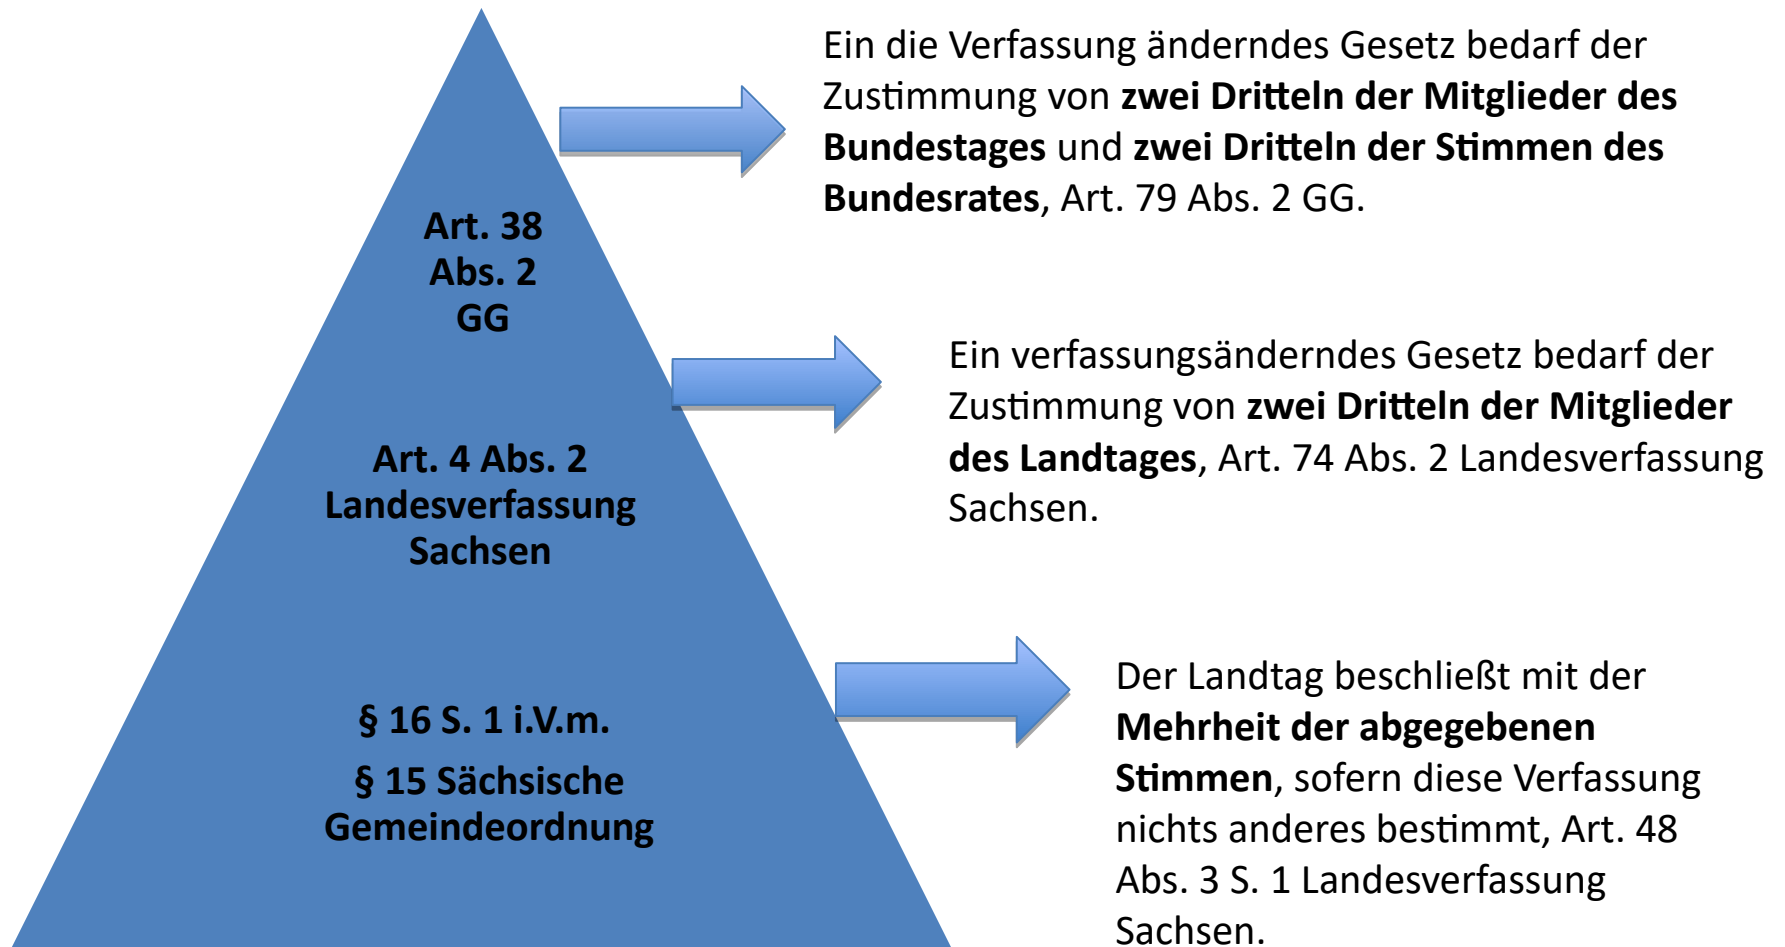 Ein die Verfassung änderndes Gesetz bedarf der
Zustimmung von zwei Dritteln der Mitglieder des
Bundestages und zwei Dritteln der Stimmen des
Bundesrates, Art. 79 Abs. 2 GG.
Art. 38
Abs. 2
GG
Ein verfassungsänderndes Gesetz bedarf der
Zustimmung von zwei Dritteln der Mitglieder
des Landtages, Art. 74 Abs. 2 Landesverfassung
Sachsen.
Art. 4 Abs. 2
Landesverfassung
Sachsen
Der Landtag beschließt mit der
Mehrheit der abgegebenen
Stimmen, sofern diese Verfassung
nichts anderes bestimmt, Art. 48
Abs. 3 S. 1 Landesverfassung
Sachsen.
§ 16 S. 1 i.V.m.
§ 15 Sächsische
Gemeindeordnung